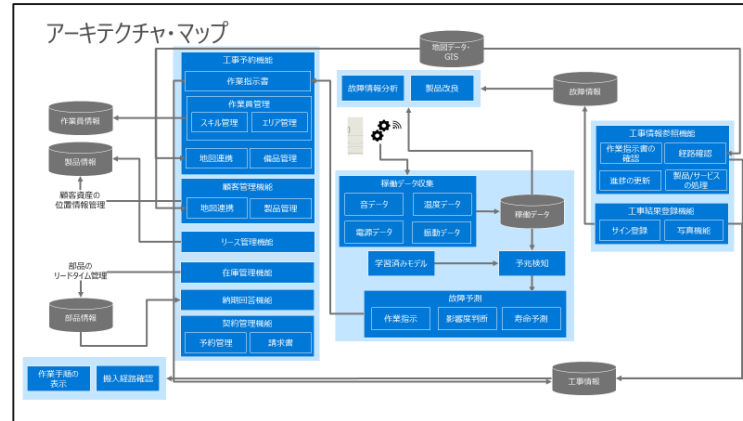 アーキテクチャ・マップ
地図データ・
GIS
工事予約機能
作業指示書
作業員管理
スキル管理
エリア管理
地図連携
備品管理
作業員情報
製品情報
顧客資産の
位置情報管理
顧客管理機能
地図連携
製品管理
リース管理機能
部品の
リードタイム管理
在庫管理機能
部品情報
納期回答機能
契約管理機能
予約管理
請求書
作業手順の
表示
搬入経路確認
故障情報分析
製品改良
故障情報
稼働データ収集
音データ
温度データ
電源データ
振動データ
稼働データ
学習済みモデル
予兆検知
故障予測
作業指示
影響度判断
寿命予測
工事情報参照機能
作業指示書の
確認
経路確認
進捗の更新
製品/サービス
の処理
工事結果登録機能
サイン登録
写真機能
工事情報